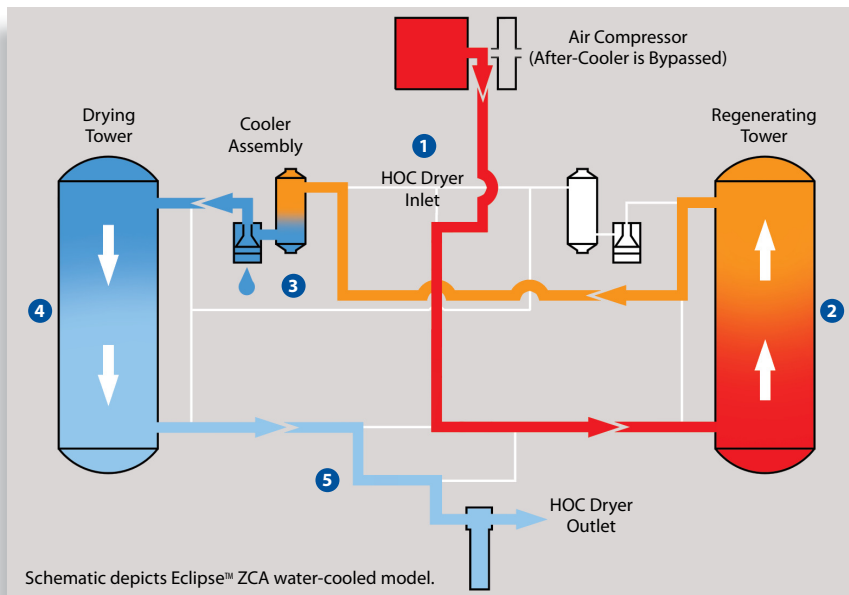 Air Compressor
(After-Cooler is Bypassed)
Drying
Tower
Cooler
Assembly
1
HOC Dryer
Inlet
Regenerating
Tower
3
4
2
5
HOC Dryer
Outlet
Schematic depicts Eclipse™ ZCA water-cooled model.